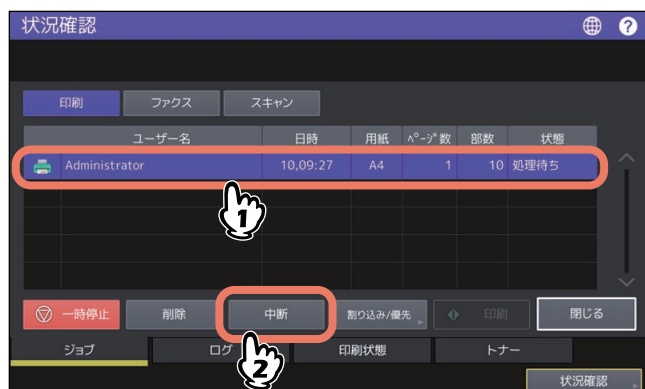 状況確認
?
印刷 ファクス スキャン
ユーザー名 日時 用紙 ページ数 部数 状態
Administrator 10,09:27 A4 1 10 処理待ち
1
一時停止 削除 中断 割り込み/優先 印刷 閉じる
ジョブ ログ 印刷状態 トナー
2
状況確認